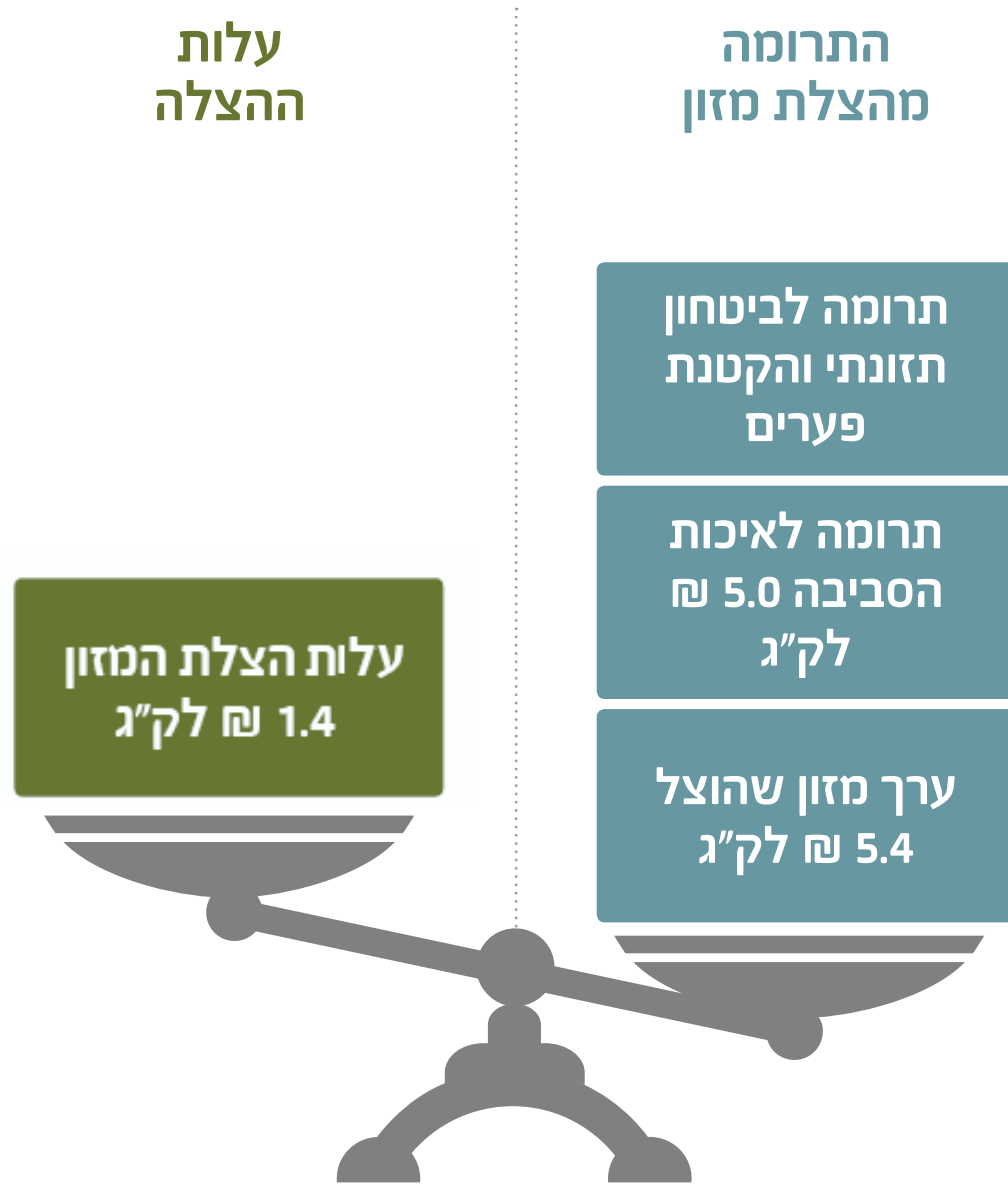 התרומה
מהצלת מזון
תרומה לביטחון
תזונתי והקטנת
פערים
תרומה לאיכות
הסביבה 5.0 ₪
לק״ג
ערך מזון שהוצל
5.4 ₪ לק״ג
עלות
ההצלה
עלות הצלת המזון
1.4 ₪ לק״ג